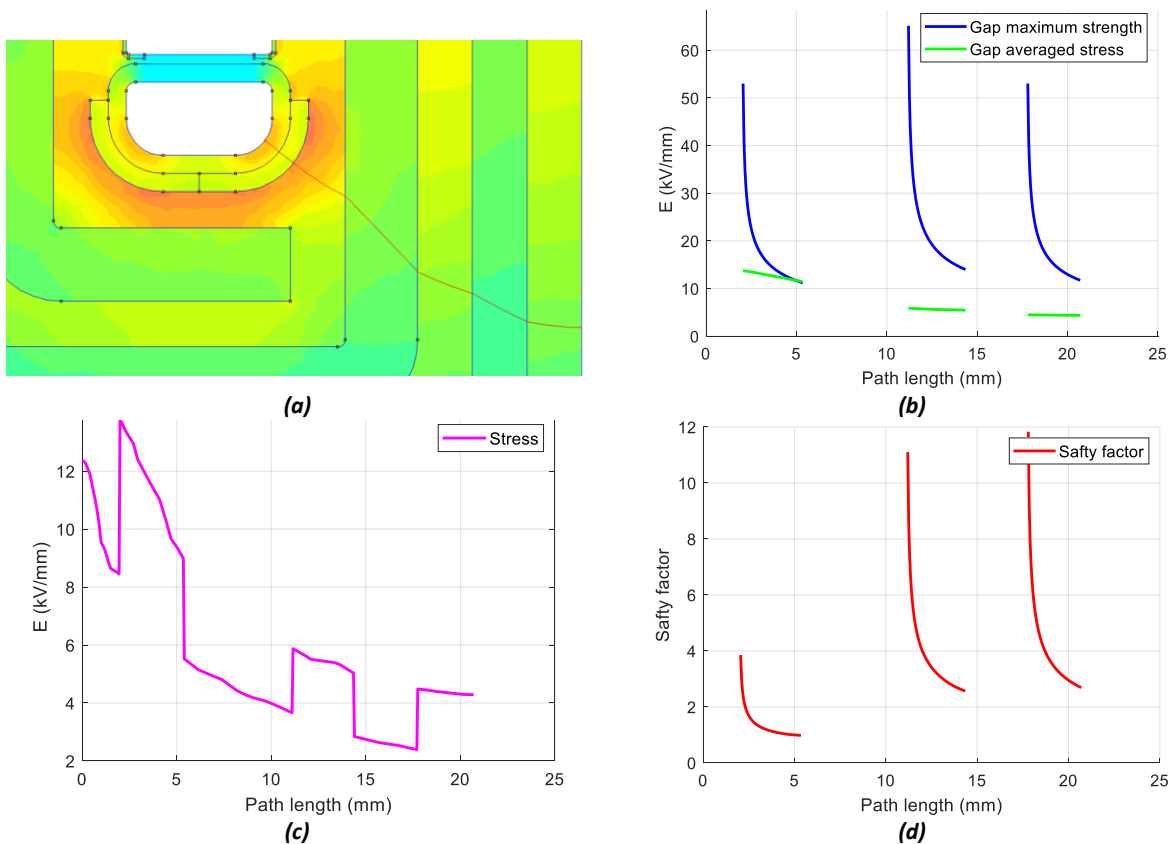 Gap maximum strength
Gap averaged stress
E (kV/mm)
60
50
40
30
20
10
0
0 5 10 15 20 25
Path length (mm)
(a)
(b)
Stress
E (kV/mm)
12
10
8
6
4
2
0 5 10 15 20 25
Path length (mm)
(c)
Safty factor
Safty factor
12
10
8
6
4
2
0
0 5 10 15 20 25
Path length (mm)
(d)